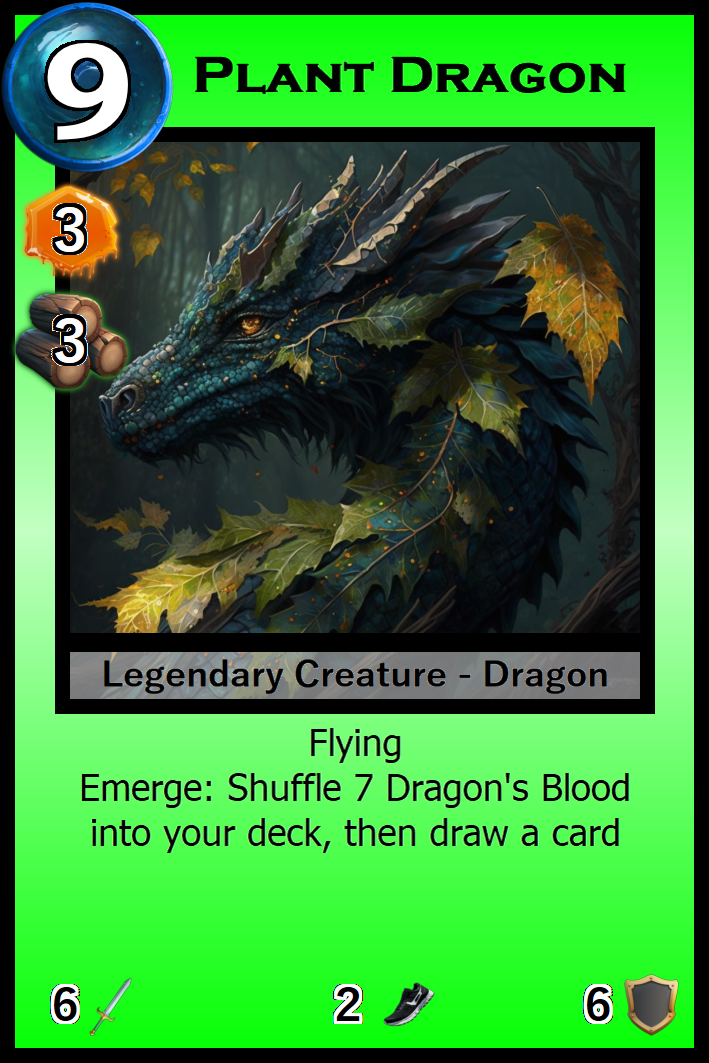 9
Plant Dragon
3
3
Legendary Creature - Dragon
Flying
Emerge: Shuffle 7 Dragon's Blood
into your deck, then draw a card
6
2
6